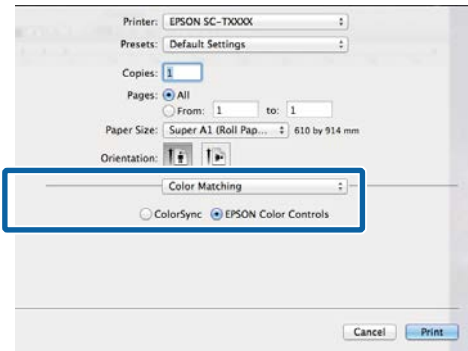 Printer: EPSON SC-TXXXX
Presets: Default Settings
Copies: 1
Pages: All
From: 1 to: 1
Paper Size: Super A1 (Roll Pap... 610 by 914 mm
Orientation:
Color Matching
ColorSync EPSON Color Controls
Cancel Print